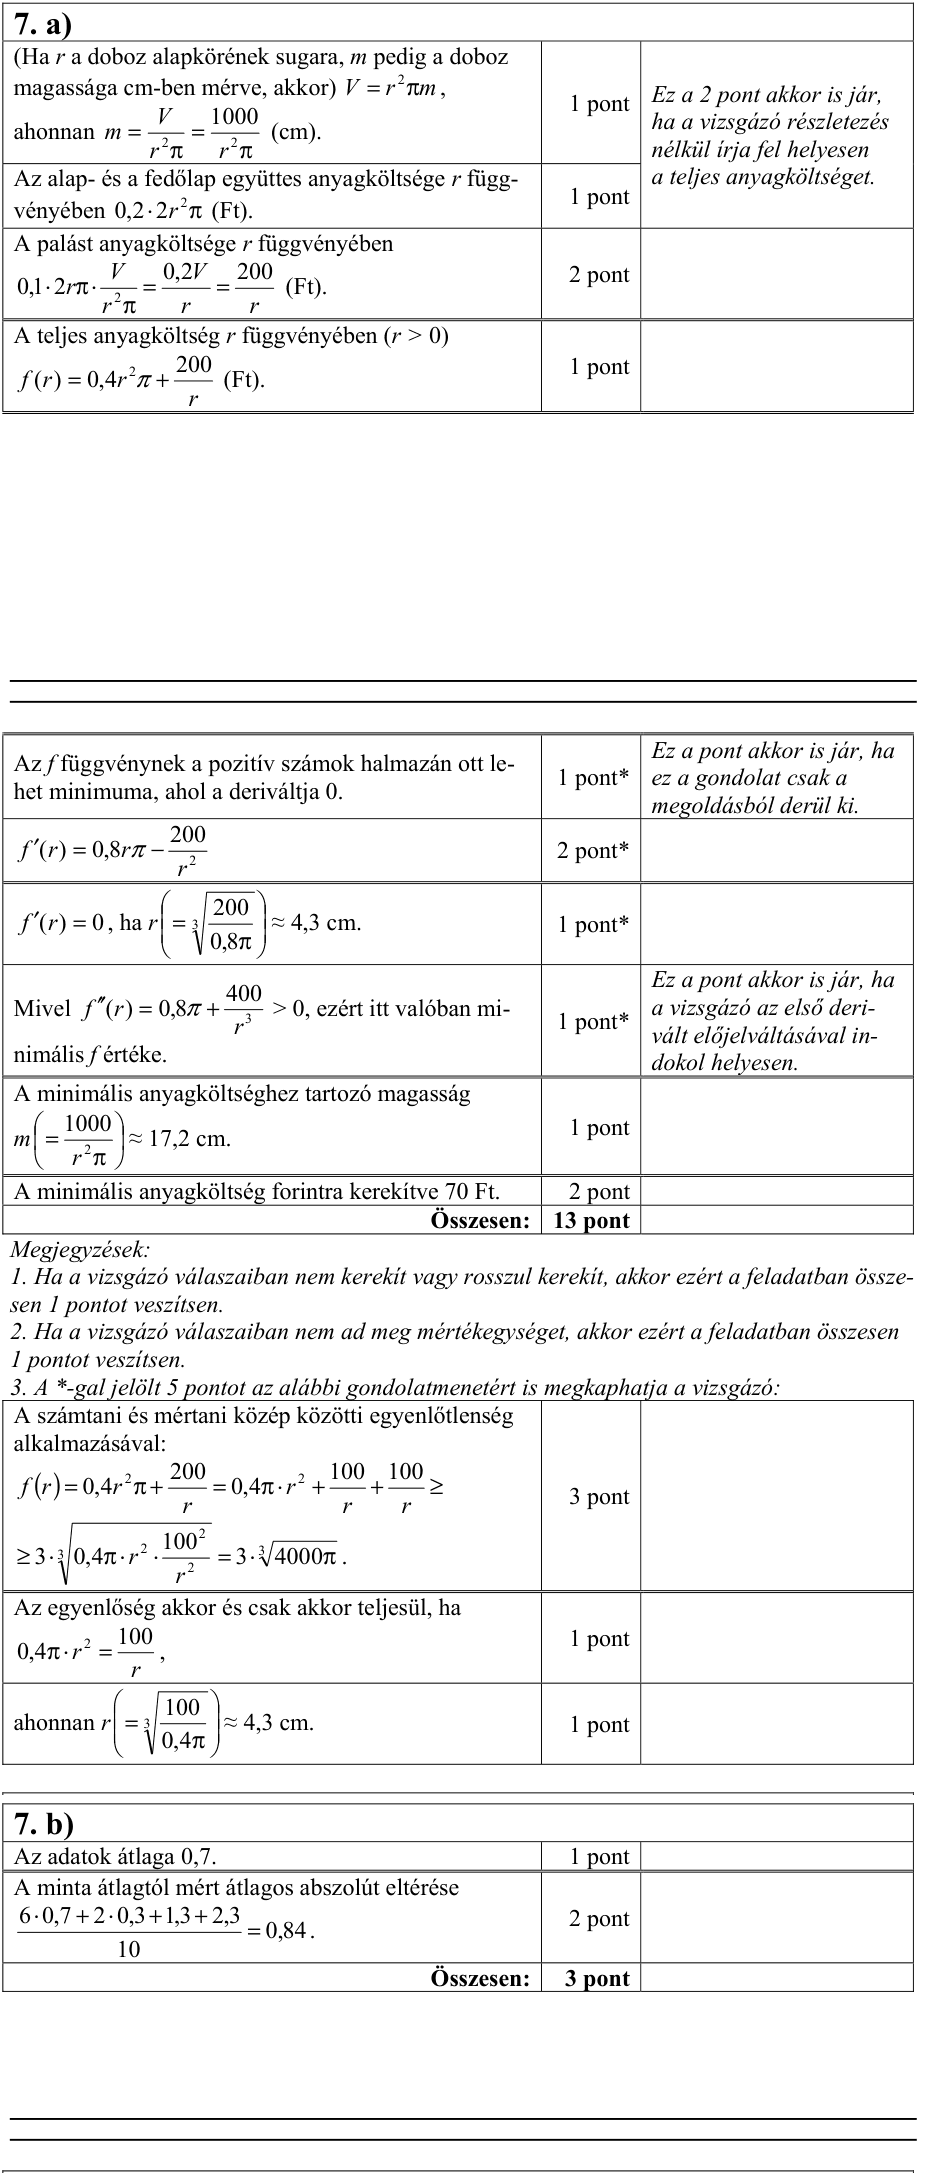 7. a)
(Ha r a doboz alapkörének sugara, m pedig a doboz
magassága cm-ben mérve, akkor) V = r²πm,
ahonnan m = V/(r²π) = 1000/(r²π) (cm).
1 pont
Ez a 2 pont akkor is jár,
ha a vizsgázó részletezés
nélkül írja fel helyesen
a teljes anyagköltséget.
Az alap- és a fedőlap együttes anyagköltsége r függ-
vényében 0,2·2r²π (Ft).
1 pont
A palást anyagköltsége r függvényében
0,1·2rπ·V/(r²π) = 0,2V/r = 200/r (Ft).
2 pont
A teljes anyagköltség r függvényében (r > 0)
f(r) = 0,4r²π + 200/r (Ft).
1 pont
Az f függvénynek a pozitív számok halmazán ott le-
het minimuma, ahol a deriváltja 0.
1 pont*
Ez a pont akkor is jár, ha
ez a gondolat csak a
megoldásból derül ki.
f′(r) = 0,8rπ − 200/r²
2 pont*
f′(r) = 0, ha r(= ∛(200/(0,8π))) ≈ 4,3 cm.
1 pont*
Mivel f″(r) = 0,8π + 400/r³ > 0, ezért itt valóban mi-
nimális f értéke.
1 pont*
Ez a pont akkor is jár, ha
a vizsgázó az első deri-
vált előjelváltásával in-
dokol helyesen.
A minimális anyagköltséghez tartozó magasság
m(= 1000/(r²π)) ≈ 17,2 cm.
1 pont
A minimális anyagköltség forintra kerekítve 70 Ft.
2 pont
Összesen: 13 pont
Megjegyzések:
1. Ha a vizsgázó válaszaiban nem kerekít vagy rosszul kerekít, akkor ezért a feladatban össze-
sen 1 pontot veszítsen.
2. Ha a vizsgázó válaszaiban nem ad meg mértékegységet, akkor ezért a feladatban összesen
1 pontot veszítsen.
3. A *-gal jelölt 5 pontot az alábbi gondolatmenetért is megkaphatja a vizsgázó:
A számtani és mértani közép közötti egyenlőtlenség
alkalmazásával:
f(r) = 0,4r²π + 200/r = 0,4π·r² + 100/r + 100/r ≥
≥ 3·∛(0,4π·r²·100²/r²) = 3·∛(4000π).
3 pont
Az egyenlőség akkor és csak akkor teljesül, ha
0,4π·r² = 100/r,
1 pont
ahonnan r(= ∛(100/(0,4π))) ≈ 4,3 cm.
1 pont
7. b)
Az adatok átlaga 0,7.
1 pont
A minta átlagtól mért átlagos abszolút eltérése
(6·0,7 + 2·0,3 + 1,3 + 2,3)/10 = 0,84.
2 pont
Összesen: 3 pont